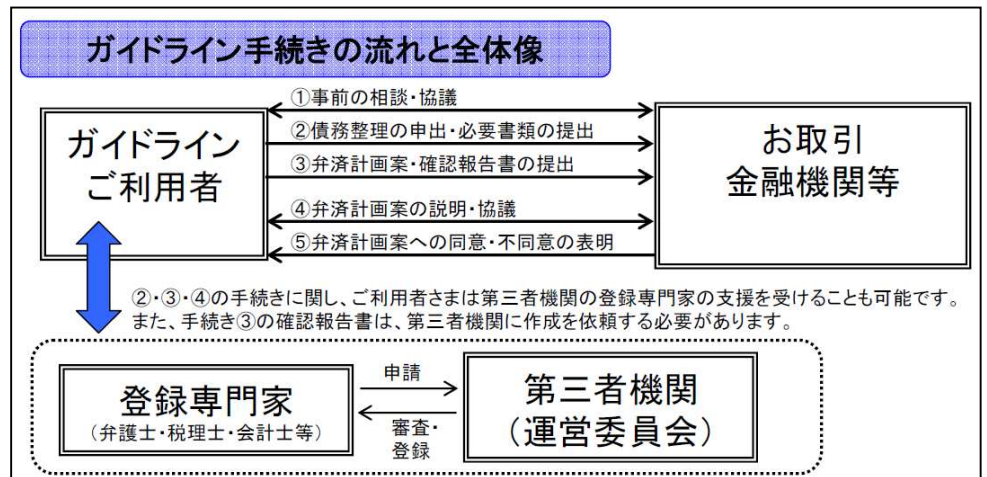 ガイドライン手続きの流れと全体像
ガイドライン
ご利用者
①事前の相談・協議
②債務整理の申出・必要書類の提出
③弁済計画案・確認報告書の提出
④弁済計画案の説明・協議
⑤弁済計画案への同意・不同意の表明
お取引
金融機関等
②・③・④の手続きに関し、ご利用者さまは第三者機関の登録専門家の支援を受けることも可能です。
また、手続き③の確認報告書は、第三者機関に作成を依頼する必要があります。
登録専門家
（弁護士・税理士・会計士等）
申請
審査・
登録
第三者機関
（運営委員会）